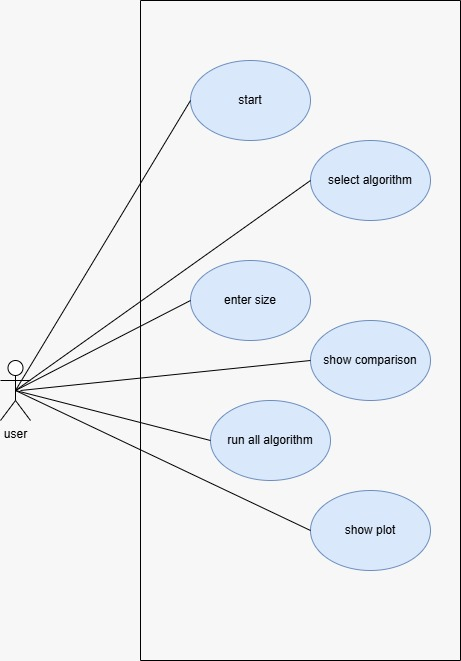 start
select algorithm
enter size
show comparison
user
run all algorithm
show plot